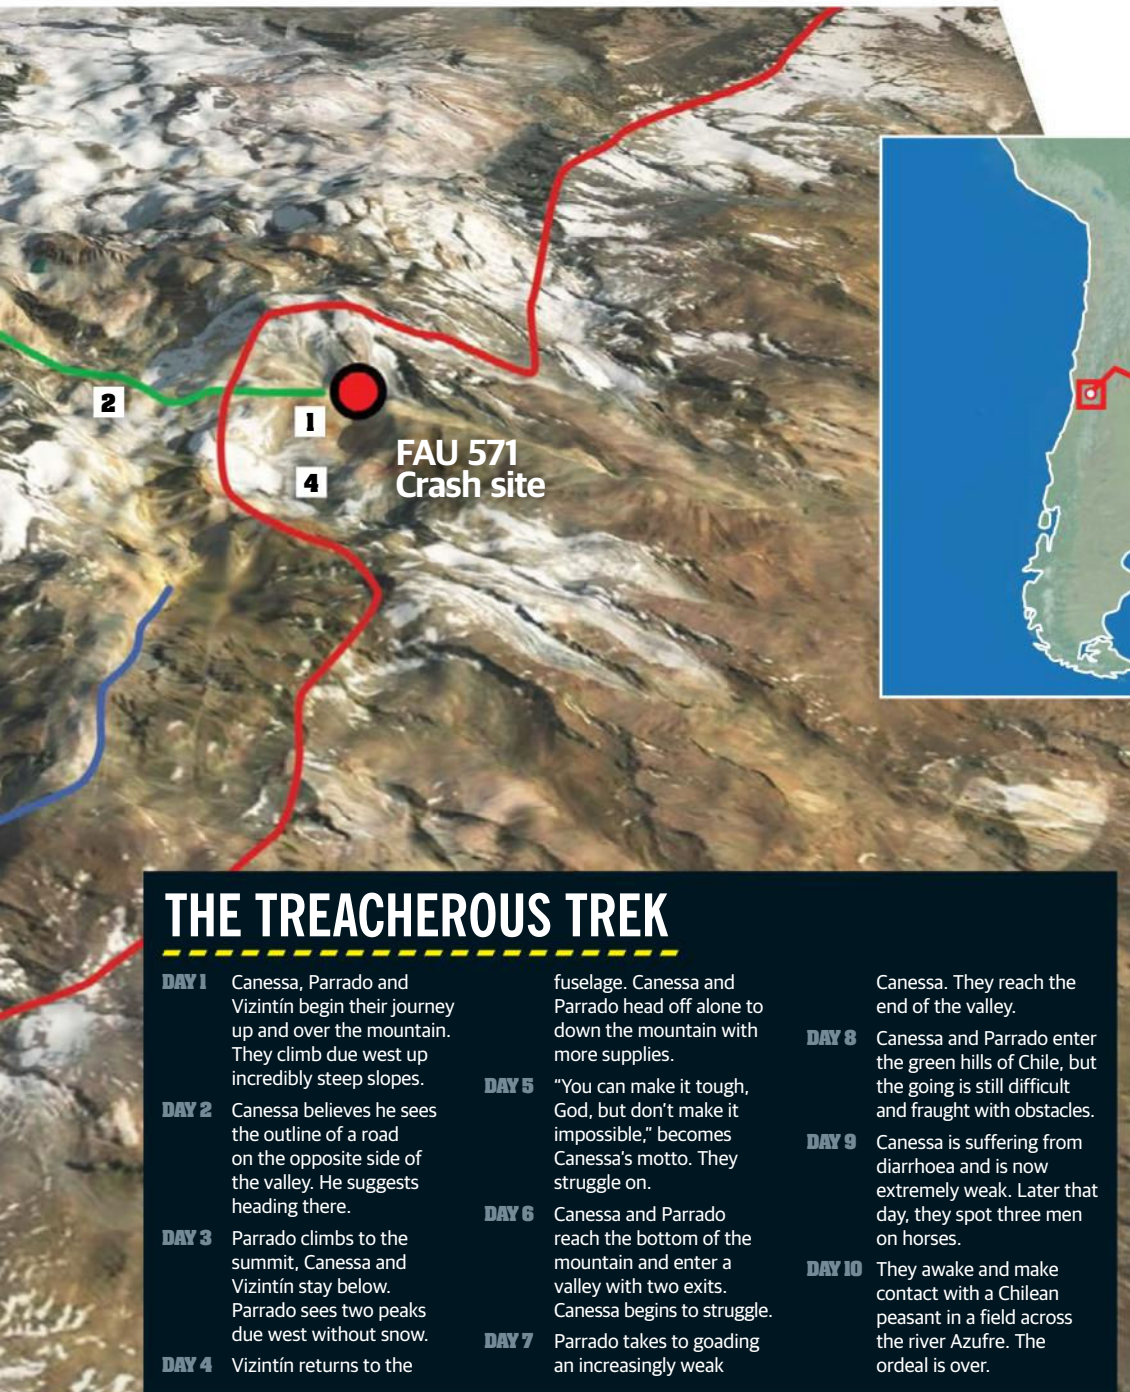 2
1
4
FAU 571
Crash site
THE TREACHEROUS TREK
DAY 1 Canessa, Parrado and
Vizintín begin their journey
up and over the mountain.
They climb due west up
incredibly steep slopes.
DAY 2 Canessa believes he sees
the outline of a road
on the opposite side of
the valley. He suggests
heading there.
DAY 3 Parrado climbs to the
summit, Canessa and
Vizintín stay below.
Parrado sees two peaks
due west without snow.
DAY 4 Vizintín returns to the
fuselage. Canessa and
Parrado head off alone to
down the mountain with
more supplies.
DAY 5 “You can make it tough,
God, but don’t make it
impossible,” becomes
Canessa’s motto. They
struggle on.
DAY 6 Canessa and Parrado
reach the bottom of the
mountain and enter a
valley with two exits.
Canessa begins to struggle.
DAY 7 Parrado takes to goading
an increasingly weak
Canessa. They reach the
end of the valley.
DAY 8 Canessa and Parrado enter
the green hills of Chile, but
the going is still difficult
and fraught with obstacles.
DAY 9 Canessa is suffering from
diarrhoea and is now
extremely weak. Later that
day, they spot three men
on horses.
DAY 10 They awake and make
contact with a Chilean
peasant in a field across
the river Azufre. The
ordeal is over.